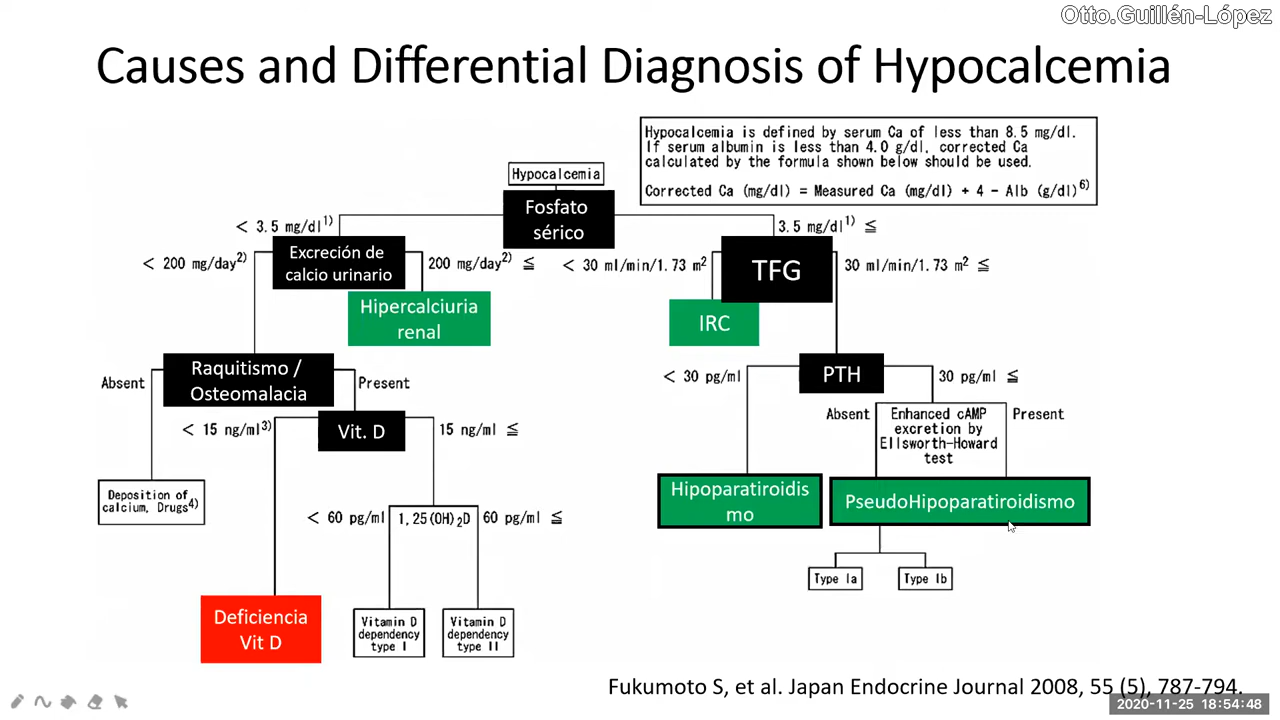 Otto.Guillén-López
Causes and Differential Diagnosis of Hypocalcemia
Hypocalcemia is defined by serum Ca of less than 8.5 mg/dl.
If serum albumin is less than 4.0 g/dl, corrected Ca
calculated by the formula shown below should be used.
Corrected Ca (mg/dl) = Measured Ca (mg/dl) + 4 - Alb (g/dl)6)
Hypocalcemia
Fosfato
sérico
< 3.5 mg/dl1)
3.5 mg/dl1) ≦
Excreción de
calcio urinario
< 200 mg/day2)
200 mg/day2) ≦
Hipercalciuria
renal
TFG
< 30 ml/min/1.73 m2
30 ml/min/1.73 m2 ≦
IRC
Raquitismo /
Osteomalacia
Absent
Present
PTH
< 30 pg/ml
30 pg/ml ≦
Vit. D
< 15 ng/ml3)
15 ng/ml ≦
Absent
Enhanced cAMP
excretion by
Ellsworth-Howard
test
Present
Deposition of
calcium, Drugs4)
Hipoparatiroidis
mo
PseudoHipoparatiroidismo
< 60 pg/ml
1,25(OH)2D
60 pg/ml ≦
Type Ia
Type Ib
Deficiencia
Vit D
Vitamin D
dependency
type I
Vitamin D
dependency
type II
Fukumoto S, et al. Japan Endocrine Journal 2008, 55 (5), 787-794.
2020-11-25 18:54:48